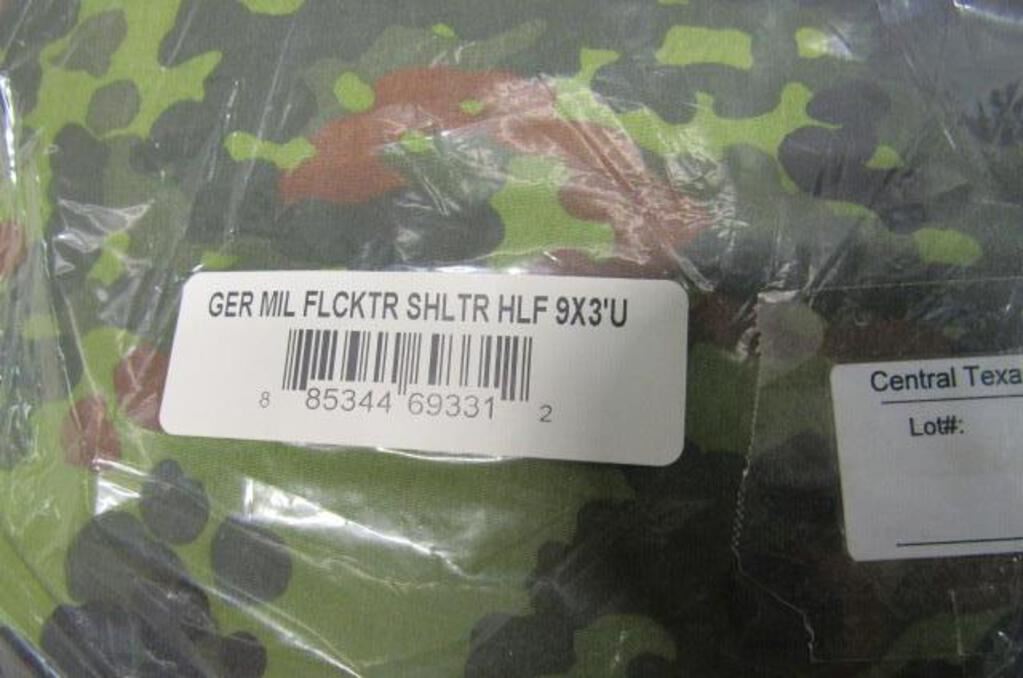 GER MIL FLCKTR SHLTR HLF 9X3'U
8 85344 69331 2
Central Texa
Lot#: